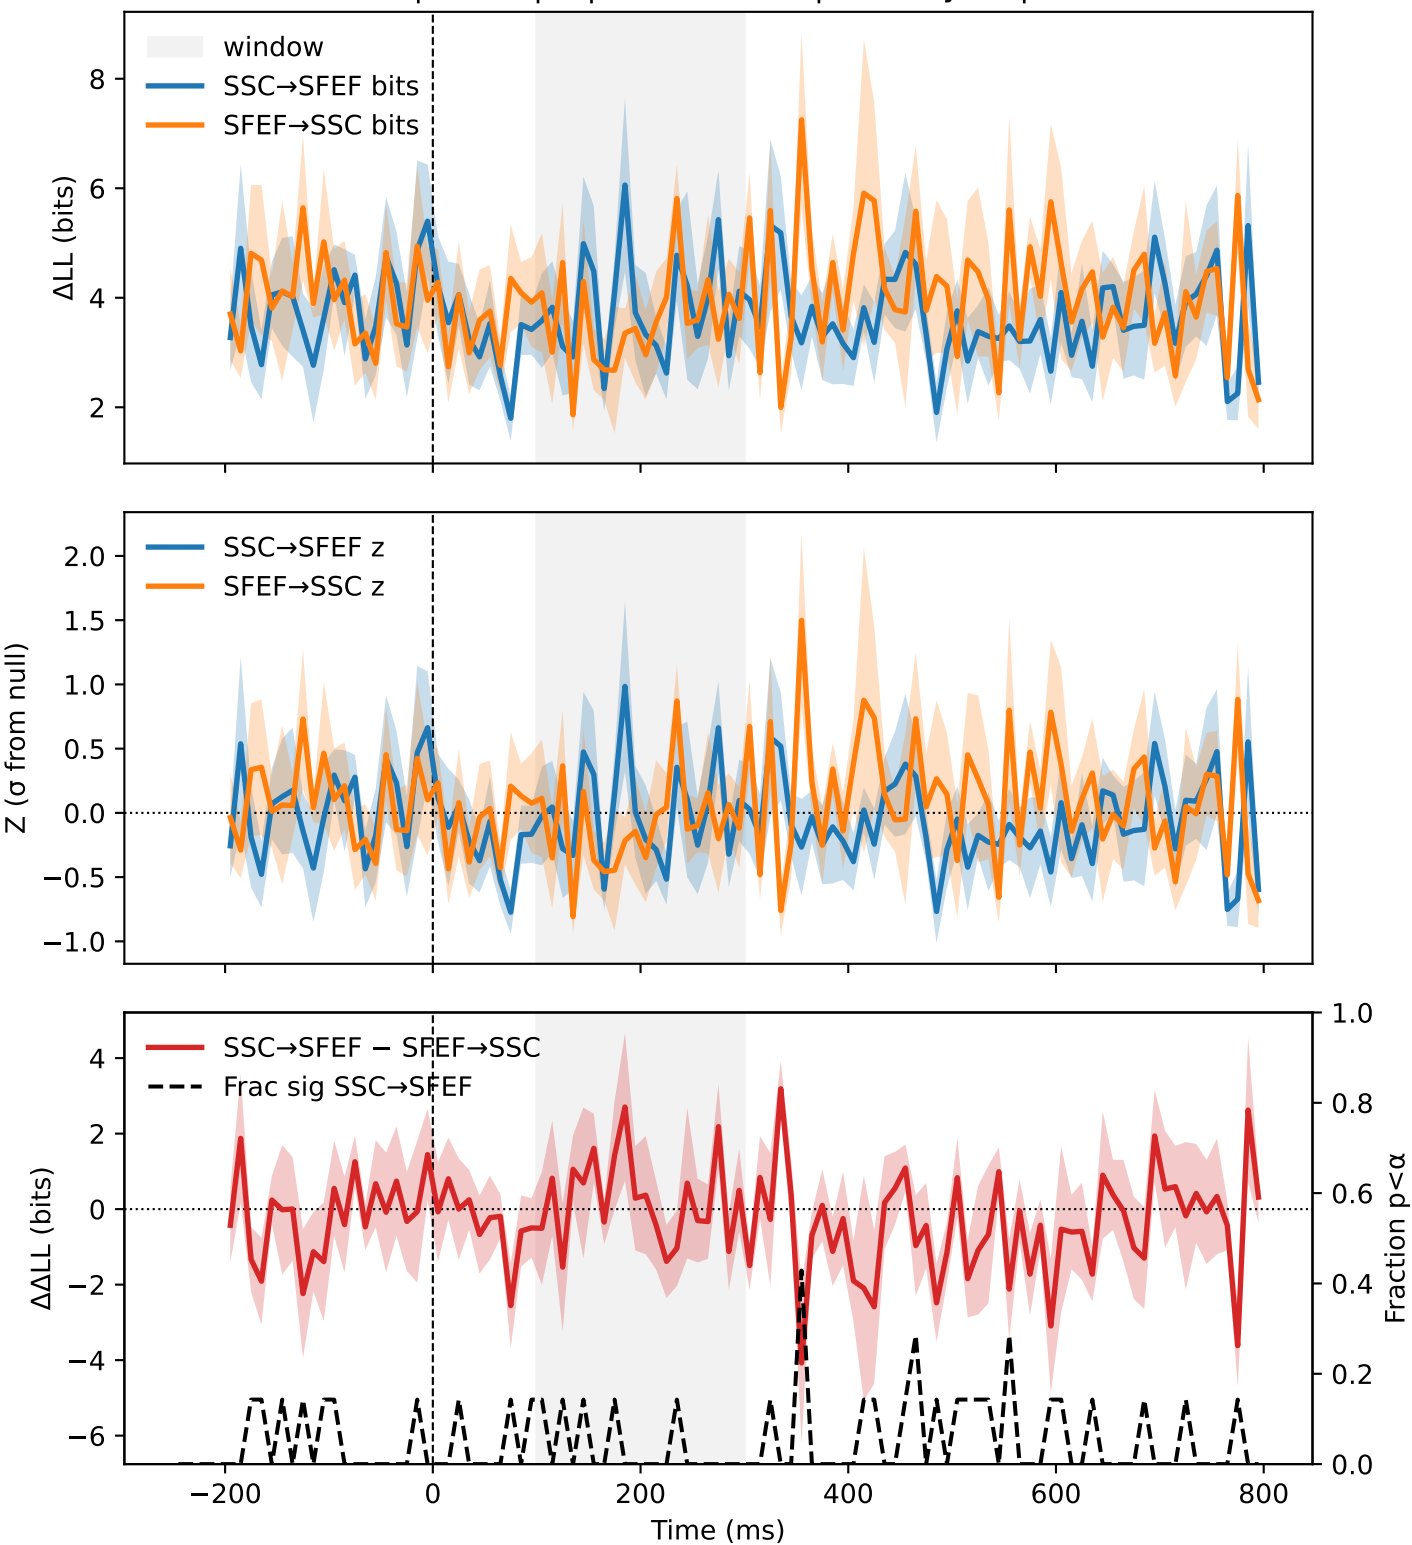 window
SSC→SFEF bits
SFEF→SSC bits
ΔLL (bits)
8
6
4
2
SSC→SFEF z
SFEF→SSC z
Z (σ from null)
2.0
1.5
1.0
0.5
0.0
−0.5
−1.0
SSC→SFEF − SFEF→SSC
Frac sig SSC→SFEF
ΔΔLL (bits)
4
2
0
−2
−4
−6
1.0
0.8
0.6
0.4
0.2
0.0
Fraction p<α
−200
0
200
400
600
800
Time (ms)